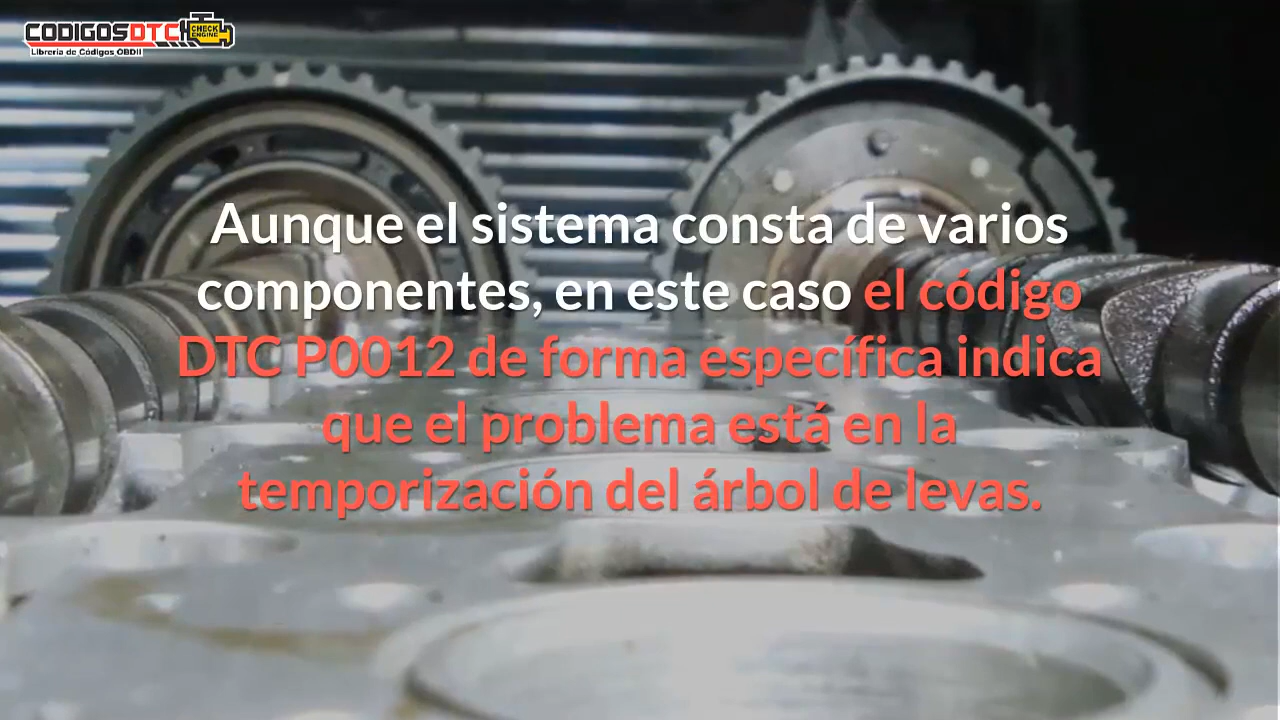 CODIGOSDTC
CHECK
ENGINE
Librería de Códigos OBDII
Aunque el sistema consta de varios
componentes, en este caso el código
DTC P0012 de forma específica indica
que el problema está en la
temporización del árbol de levas.